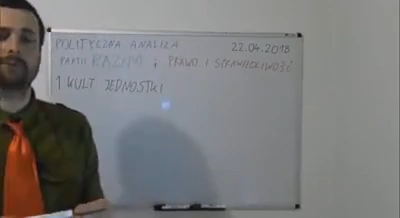 POLITYCZNA ANALIZA 22.04.2018
PARTII RAZEM i PRAWO I SPRAWIEDLIWOŚĆ
1 KULT JEDNOSTKI